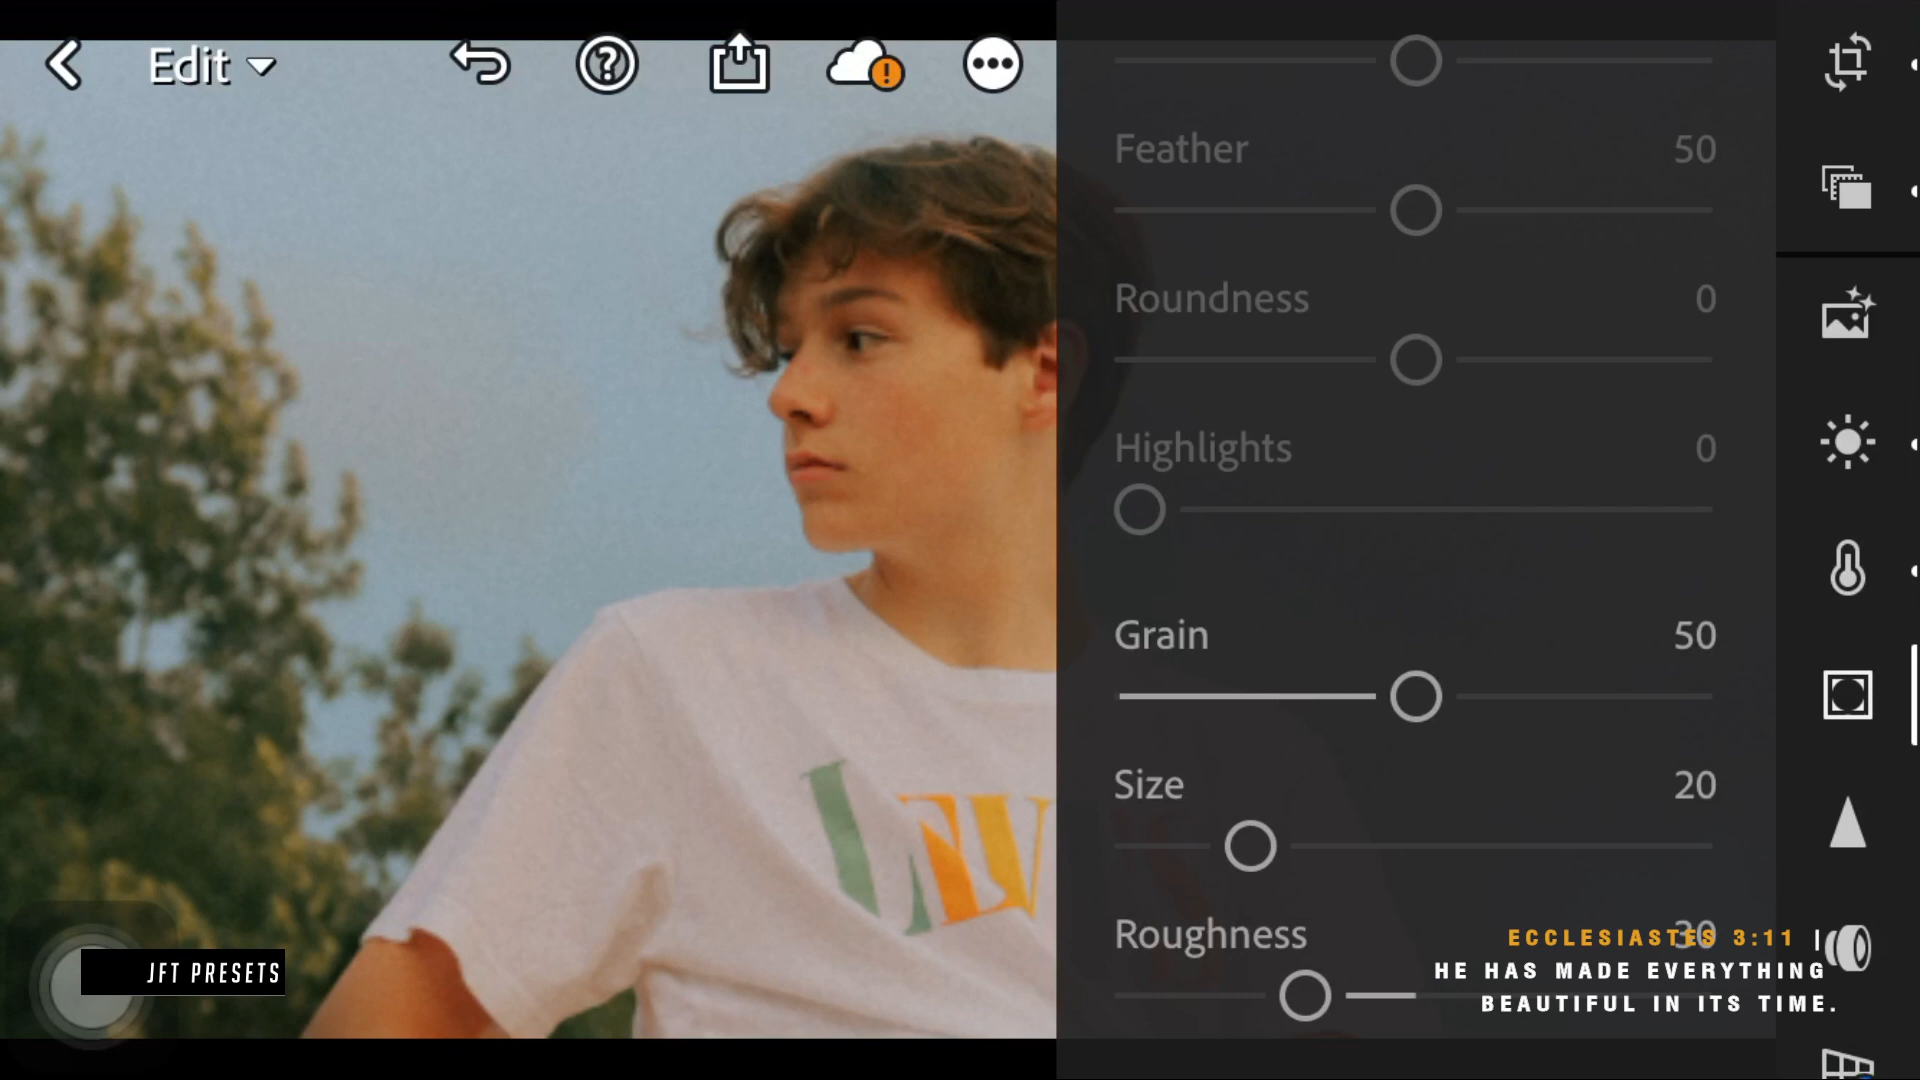 Edit
Feather 50
Roundness 0
Highlights 0
Grain 50
Size 20
Roughness 30
JFT PRESETS
ECCLESIASTES 3:11 |
HE HAS MADE EVERYTHING
BEAUTIFUL IN ITS TIME.